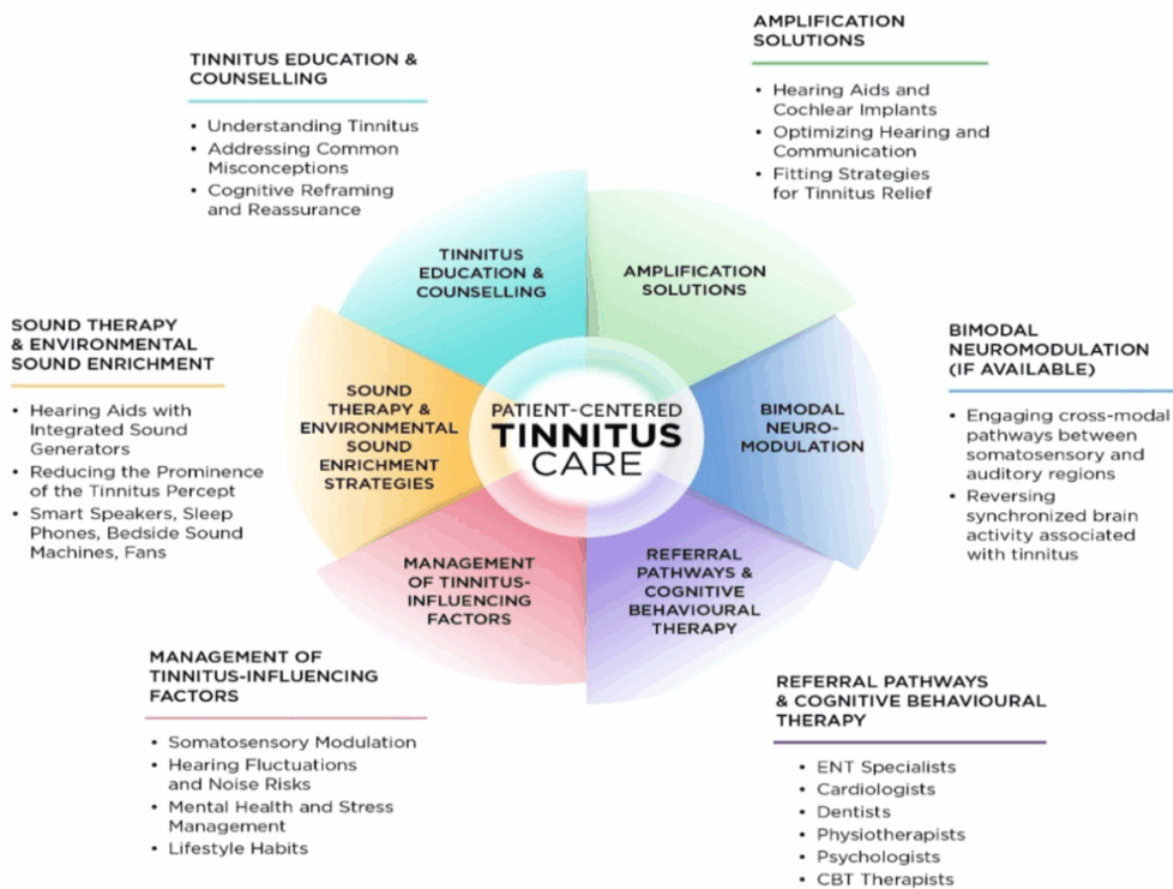 TINNITUS EDUCATION &
COUNSELLING
• Understanding Tinnitus
• Addressing Common
Misconceptions
• Cognitive Reframing
and Reassurance
AMPLIFICATION
SOLUTIONS
• Hearing Aids and
Cochlear Implants
• Optimizing Hearing and
Communication
• Fitting Strategies
for Tinnitus Relief
TINNITUS
EDUCATION &
COUNSELLING
AMPLIFICATION
SOLUTIONS
SOUND THERAPY
& ENVIRONMENTAL
SOUND ENRICHMENT
• Hearing Aids with
Integrated Sound
Generators
• Reducing the Prominence
of the Tinnitus Percept
• Smart Speakers, Sleep
Phones, Bedside Sound
Machines, Fans
SOUND
THERAPY &
ENVIRONMENTAL
SOUND
ENRICHMENT
STRATEGIES
PATIENT-CENTERED
TINNITUS
CARE
BIMODAL
NEURO-
MODULATION
BIMODAL
NEUROMODULATION
(IF AVAILABLE)
• Engaging cross-modal
pathways between
somatosensory and
auditory regions
• Reversing
synchronized brain
activity associated
with tinnitus
MANAGEMENT
OF TINNITUS-
INFLUENCING
FACTORS
REFERRAL
PATHWAYS &
COGNITIVE
BEHAVIOURAL
THERAPY
MANAGEMENT OF
TINNITUS-INFLUENCING
FACTORS
• Somatosensory Modulation
• Hearing Fluctuations
and Noise Risks
• Mental Health and Stress
Management
• Lifestyle Habits
REFERRAL PATHWAYS
& COGNITIVE BEHAVIOURAL
THERAPY
• ENT Specialists
• Cardiologists
• Dentists
• Physiotherapists
• Psychologists
• CBT Therapists